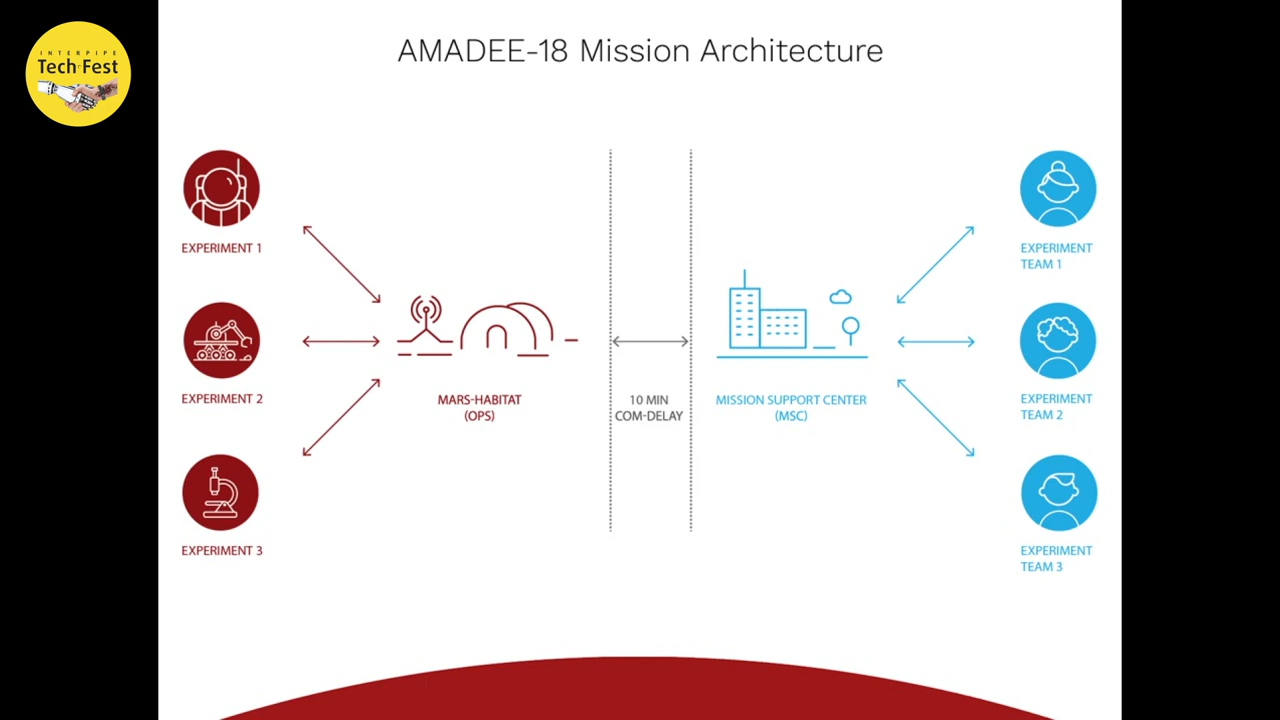 INTERPIPE
Tech Fest
AMADEE-18 Mission Architecture
EXPERIMENT 1
EXPERIMENT 2
EXPERIMENT 3
MARS-HABITAT
(OPS)
10 MIN
COM-DELAY
MISSION SUPPORT CENTER
(MSC)
EXPERIMENT
TEAM 1
EXPERIMENT
TEAM 2
EXPERIMENT
TEAM 3